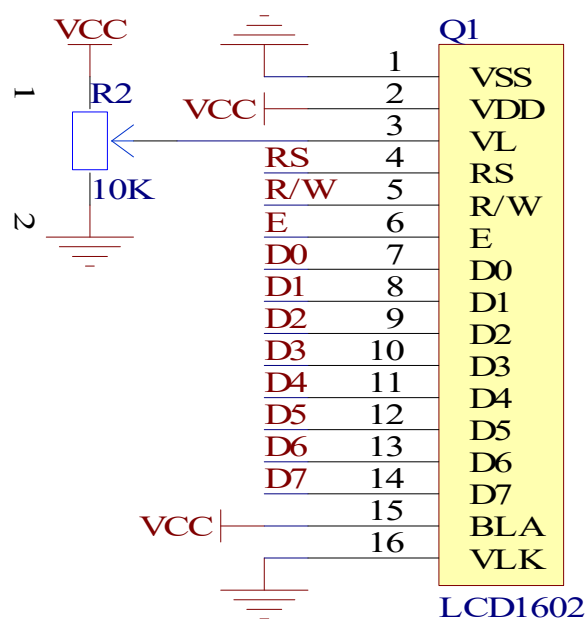 VCC
R2
1
10K
2
Q1
1 VSS
VCC 2 VDD
3 VL
RS 4 RS
R/W 5 R/W
E 6 E
D0 7 D0
D1 8 D1
D2 9 D2
D3 10 D3
D4 11 D4
D5 12 D5
D6 13 D6
D7 14 D7
VCC 15 BLA
16 VLK
LCD1602